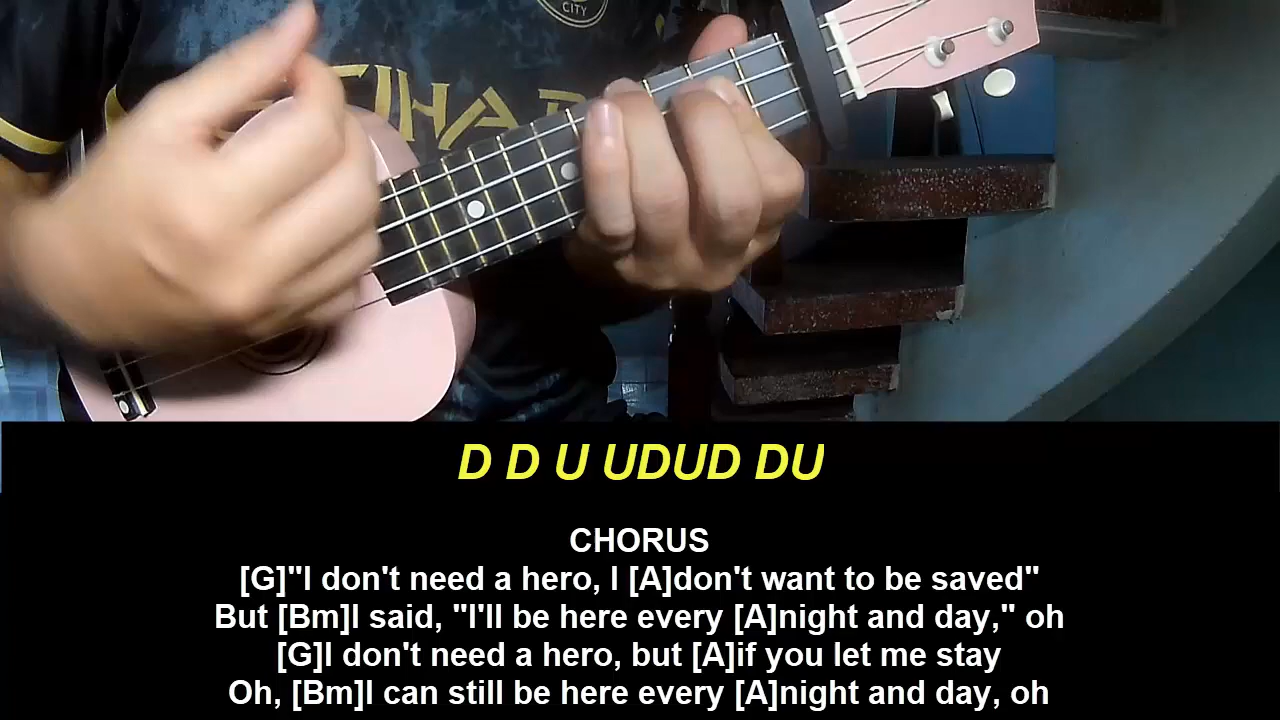 CITY
ETIHAD
D D U UDUD DU
CHORUS
[G]"I don't need a hero, I [A]don't want to be saved"
But [Bm]I said, "I'll be here every [A]night and day," oh
[G]I don't need a hero, but [A]if you let me stay
Oh, [Bm]I can still be here every [A]night and day, oh